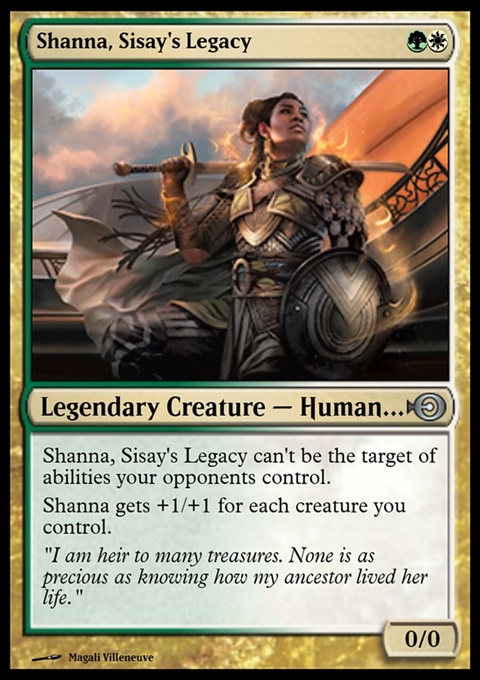 Shanna, Sisay's Legacy
Legendary Creature — Human...
Shanna, Sisay's Legacy can't be the target of
abilities your opponents control.
Shanna gets +1/+1 for each creature you
control.
"I am heir to many treasures. None is as
precious as knowing how my ancestor lived her
life."
0/0
Magali Villeneuve